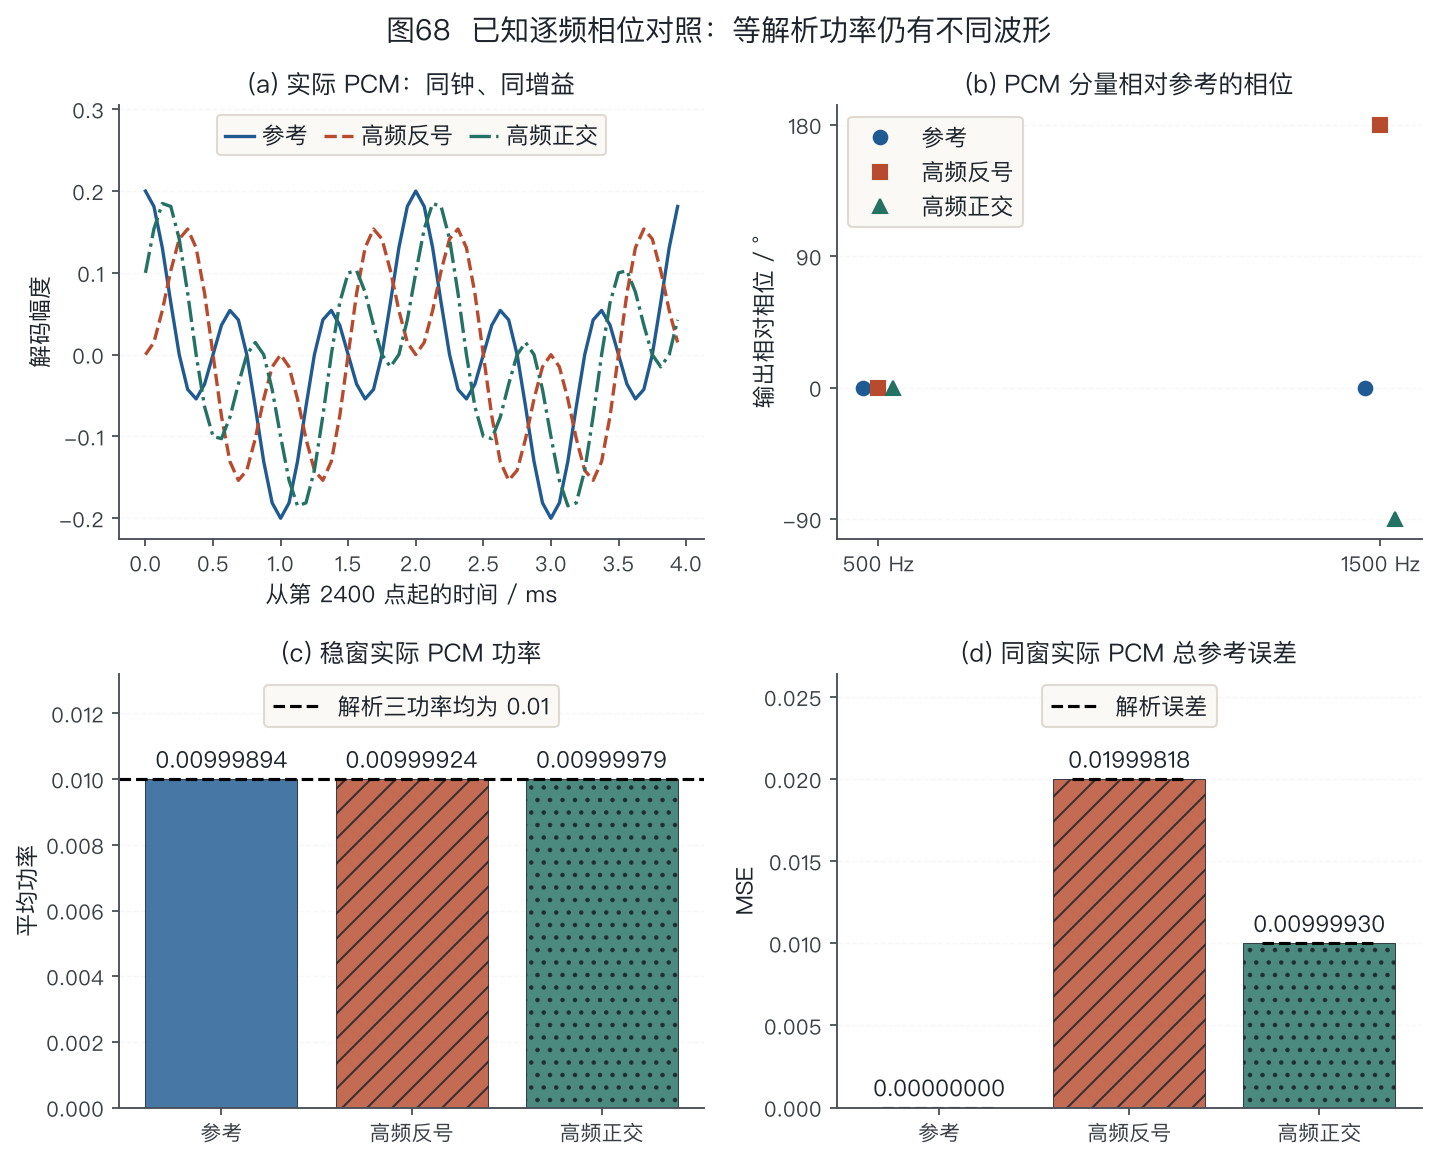 图68 已知逐频相位对照：等解析功率仍有不同波形
(a) 实际 PCM：同钟、同增益
参考
高频反号
高频正交
0.3
0.2
0.1
0.0
−0.1
−0.2
解码幅度
0.0
0.5
1.0
1.5
2.0
2.5
3.0
3.5
4.0
从第 2400 点起的时间 / ms
(b) PCM 分量相对参考的相位
参考
高频反号
高频正交
180
90
0
−90
输出相对相位 / °
500 Hz
1500 Hz
(c) 稳窗实际 PCM 功率
解析三功率均为 0.01
0.00999894
0.00999924
0.00999979
0.012
0.010
0.008
0.006
0.004
0.002
0.000
平均功率
参考
高频反号
高频正交
(d) 同窗实际 PCM 总参考误差
解析误差
0.00000000
0.01999818
0.00999930
0.025
0.020
0.015
0.010
0.005
0.000
MSE
参考
高频反号
高频正交